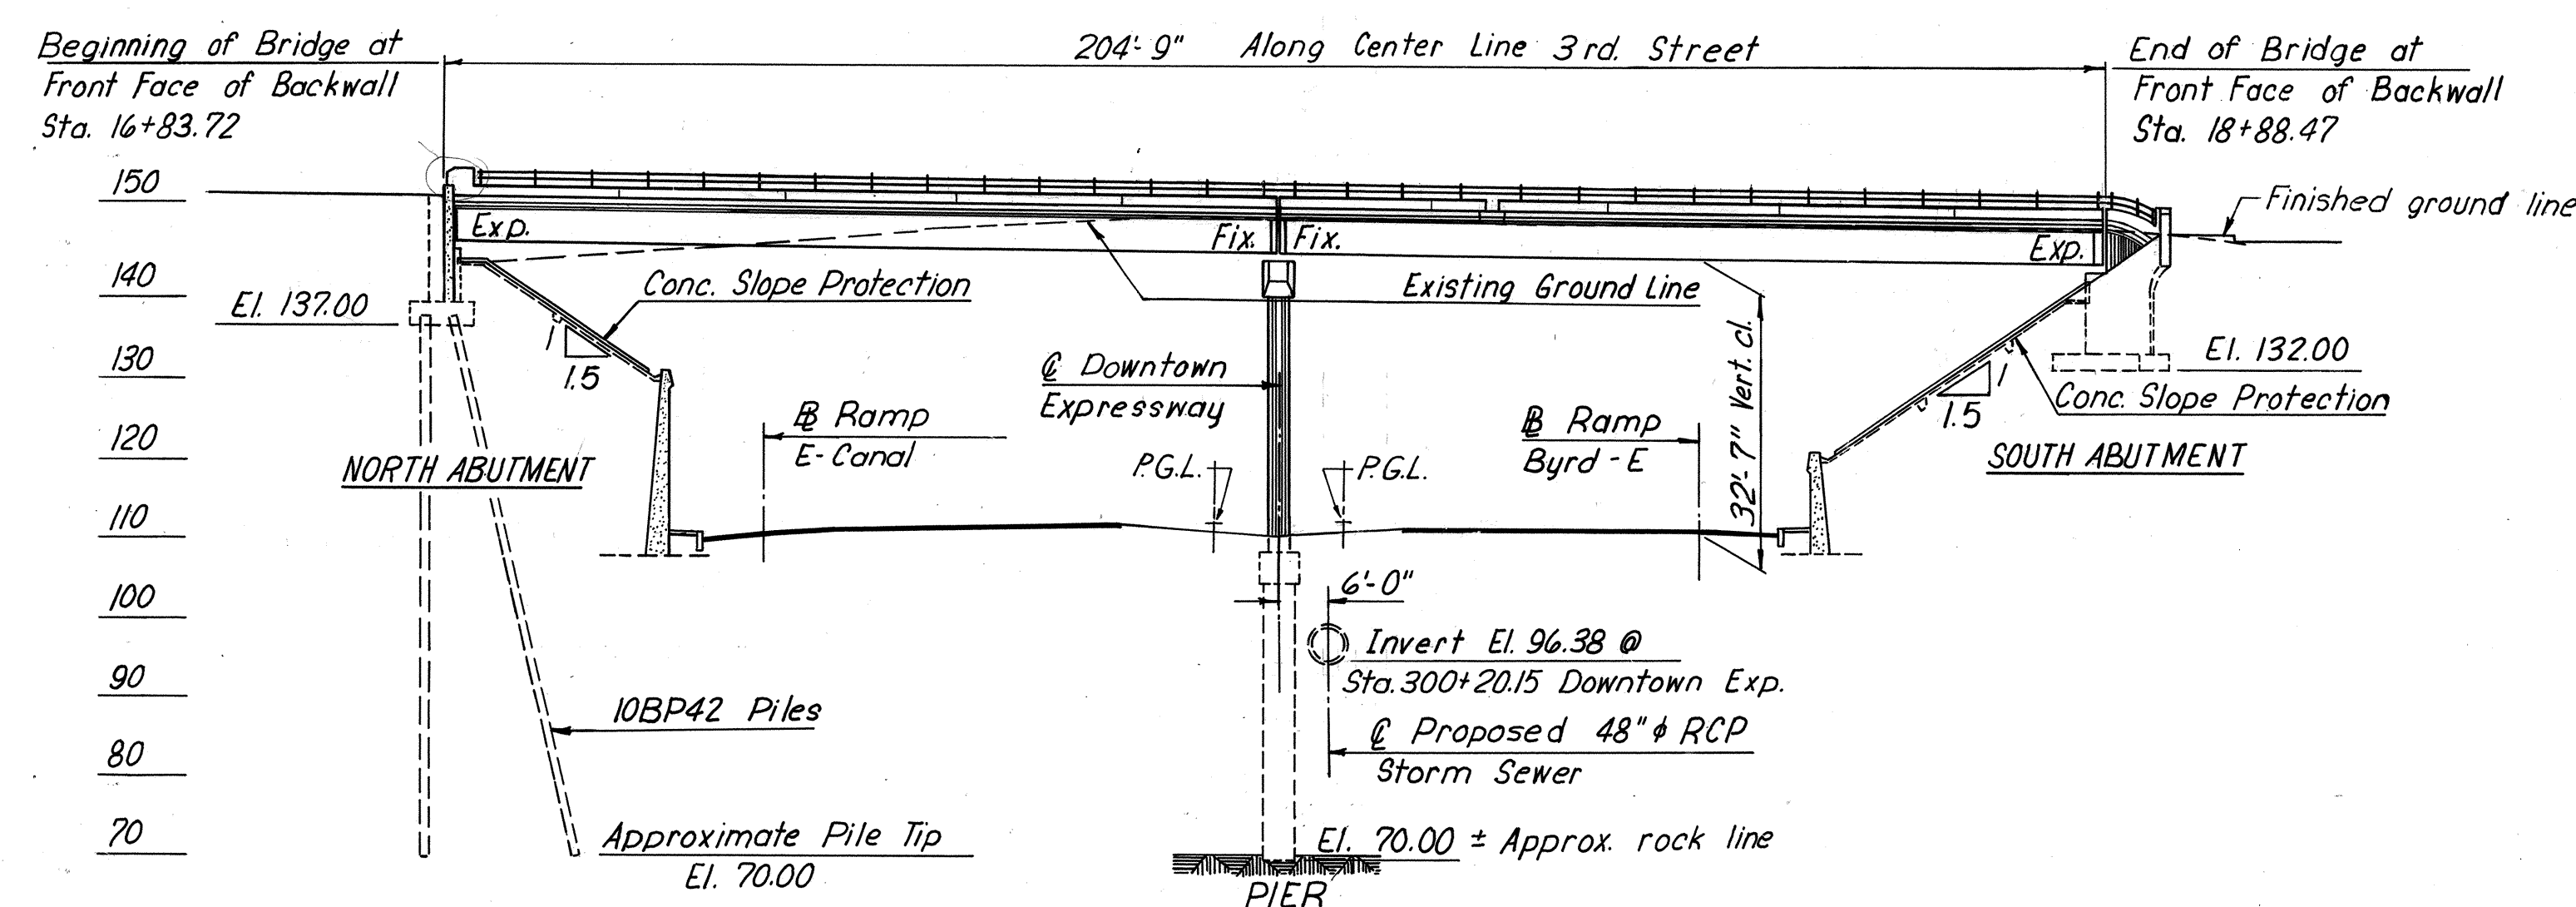 Beginning of Bridge at
Front Face of Backwall
Sta. 16+83.72
204'-9" Along Center Line 3rd. Street
End of Bridge at
Front Face of Backwall
Sta. 18+88.47
150
140
130
120
110
100
90
80
70
Finished ground line
Exp.
Fix.
Fix.
Exp.
Conc. Slope Protection
Existing Ground Line
El. 137.00
1
1.5
℄ Downtown
Expressway
32'-7" Vert. cl.
El. 132.00
1
1.5
Conc. Slope Protection
BL Ramp
E-Canal
BL Ramp
Byrd-E
NORTH ABUTMENT
P.G.L.
P.G.L.
SOUTH ABUTMENT
6'-0"
Invert El. 96.38 @
Sta. 300+20.15 Downtown Exp.
10BP42 Piles
℄ Proposed 48"ϕ RCP
Storm Sewer
Approximate Pile Tip
El. 70.00
El. 70.00 ± Approx. rock line
PIER